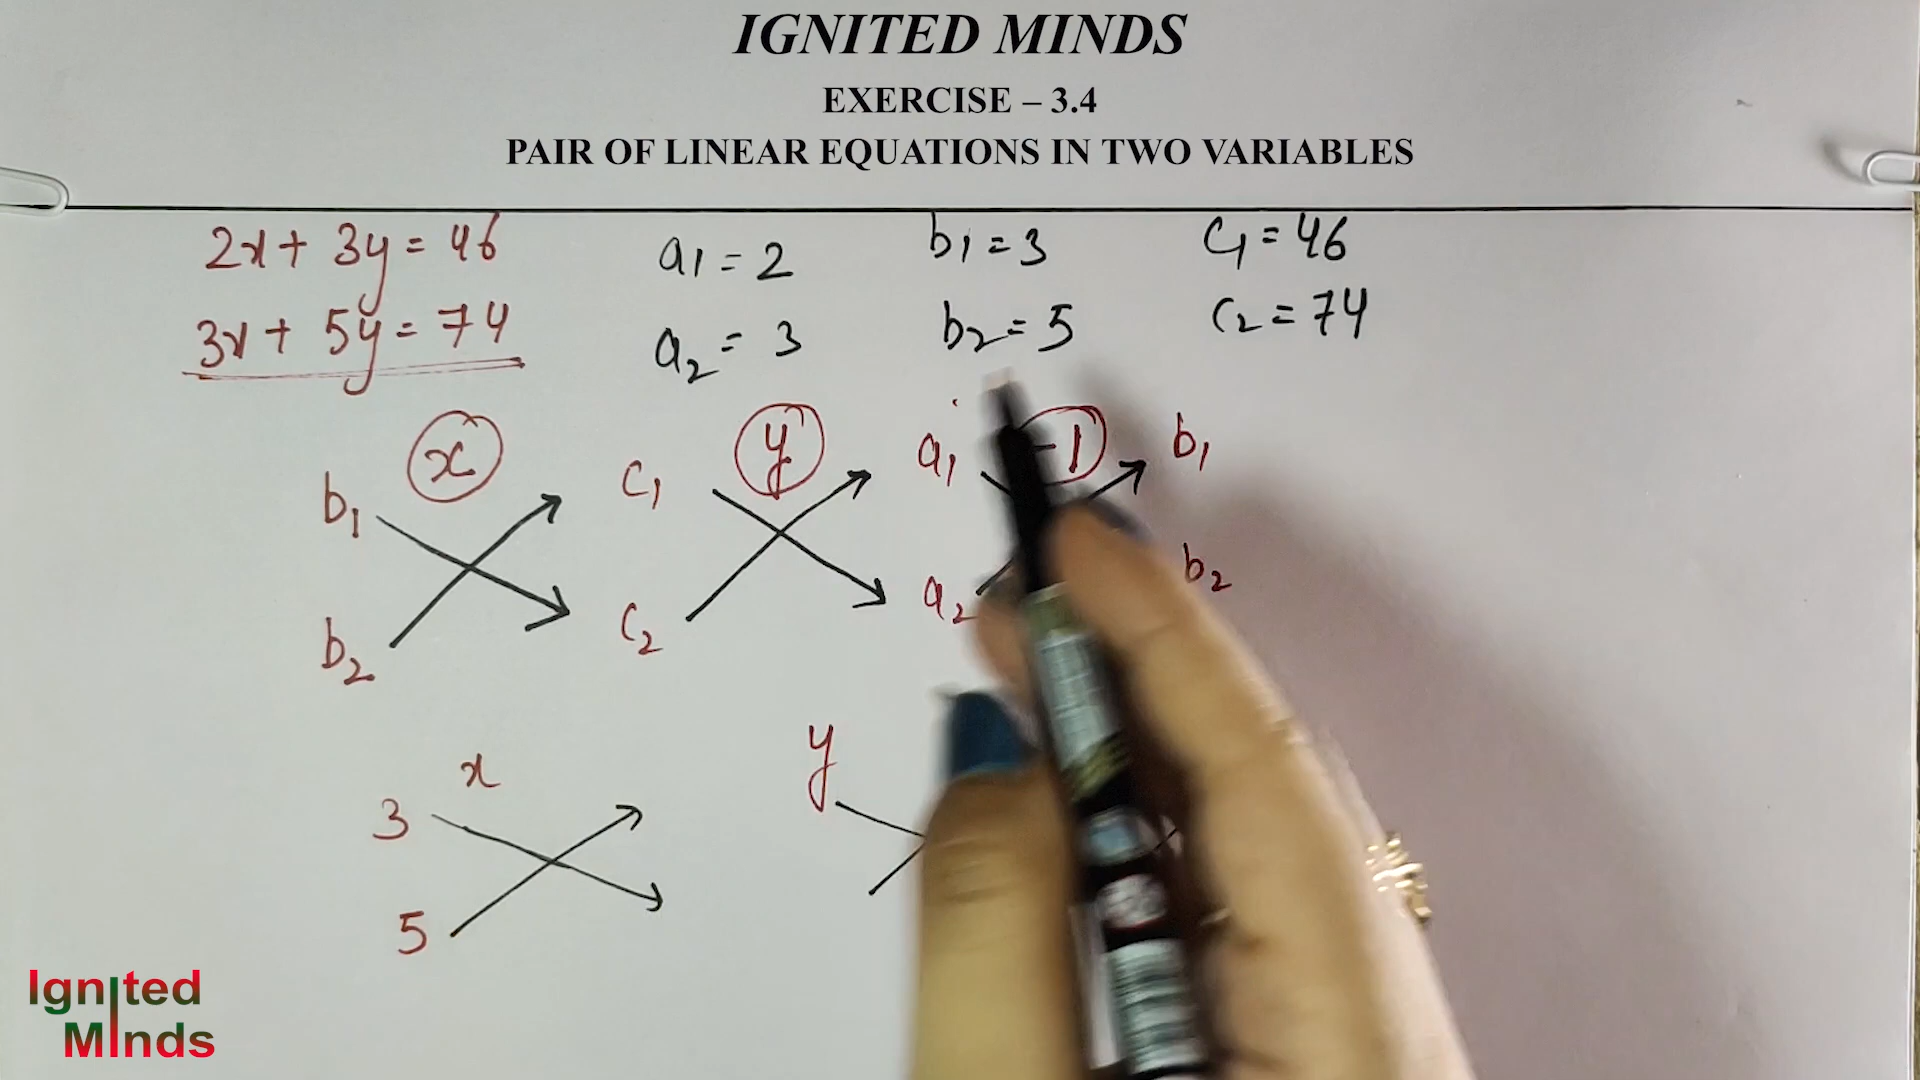 IGNITED MINDS
EXERCISE – 3.4
PAIR OF LINEAR EQUATIONS IN TWO VARIABLES
2x + 3y = 46 a₁ = 2 b₁ = 3 c₁ = 46
3x + 5y = 74 a₂ = 3 b₂ = 5 c₂ = 74
x y -1
b₁ c₁ a₁ b₁
b₂ c₂ a₂ b₂
x y
3
5
Ignited
Minds